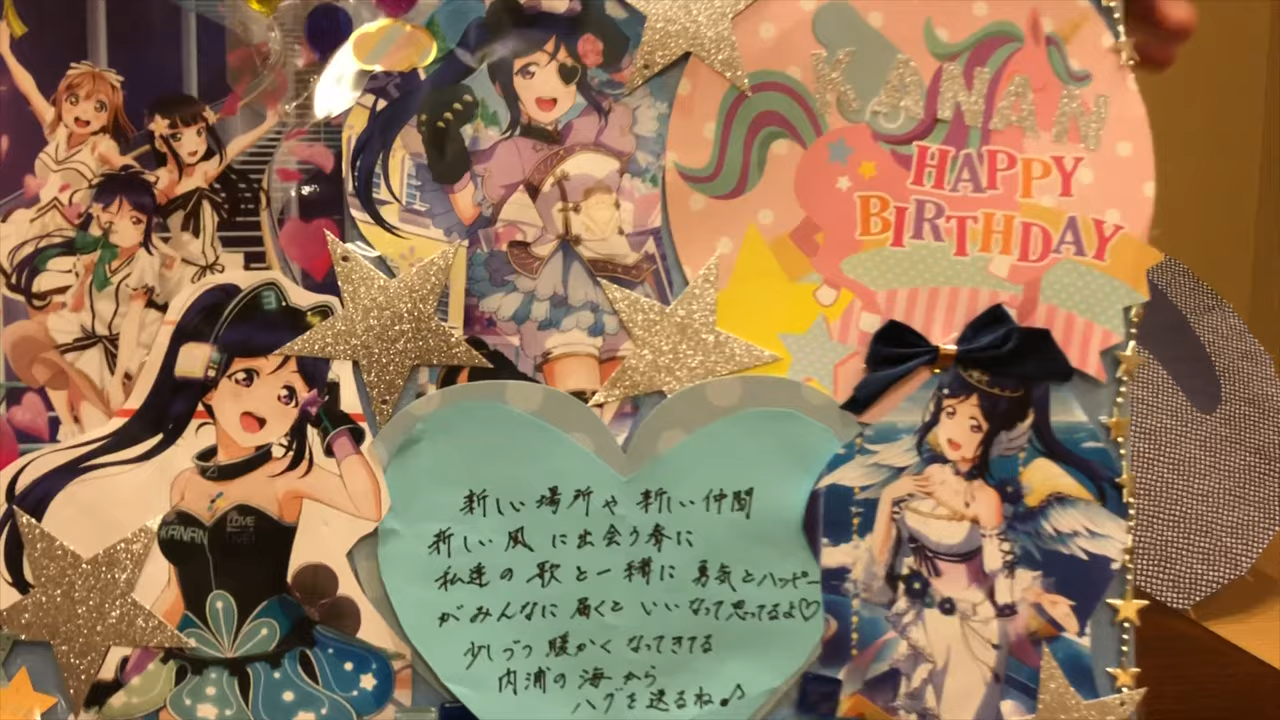 KANAN
HAPPY
BIRTHDAY
KANAN
LOVE
LIVE!
新しい場所や新しい仲間
新しい風に出会う春に
私達の歌と一緒に勇気とハッピー
がみんなに届くといいなって思ってるよ♡
少しづつ暖かくなってきてる
内浦の海から
ハグを送るね♪